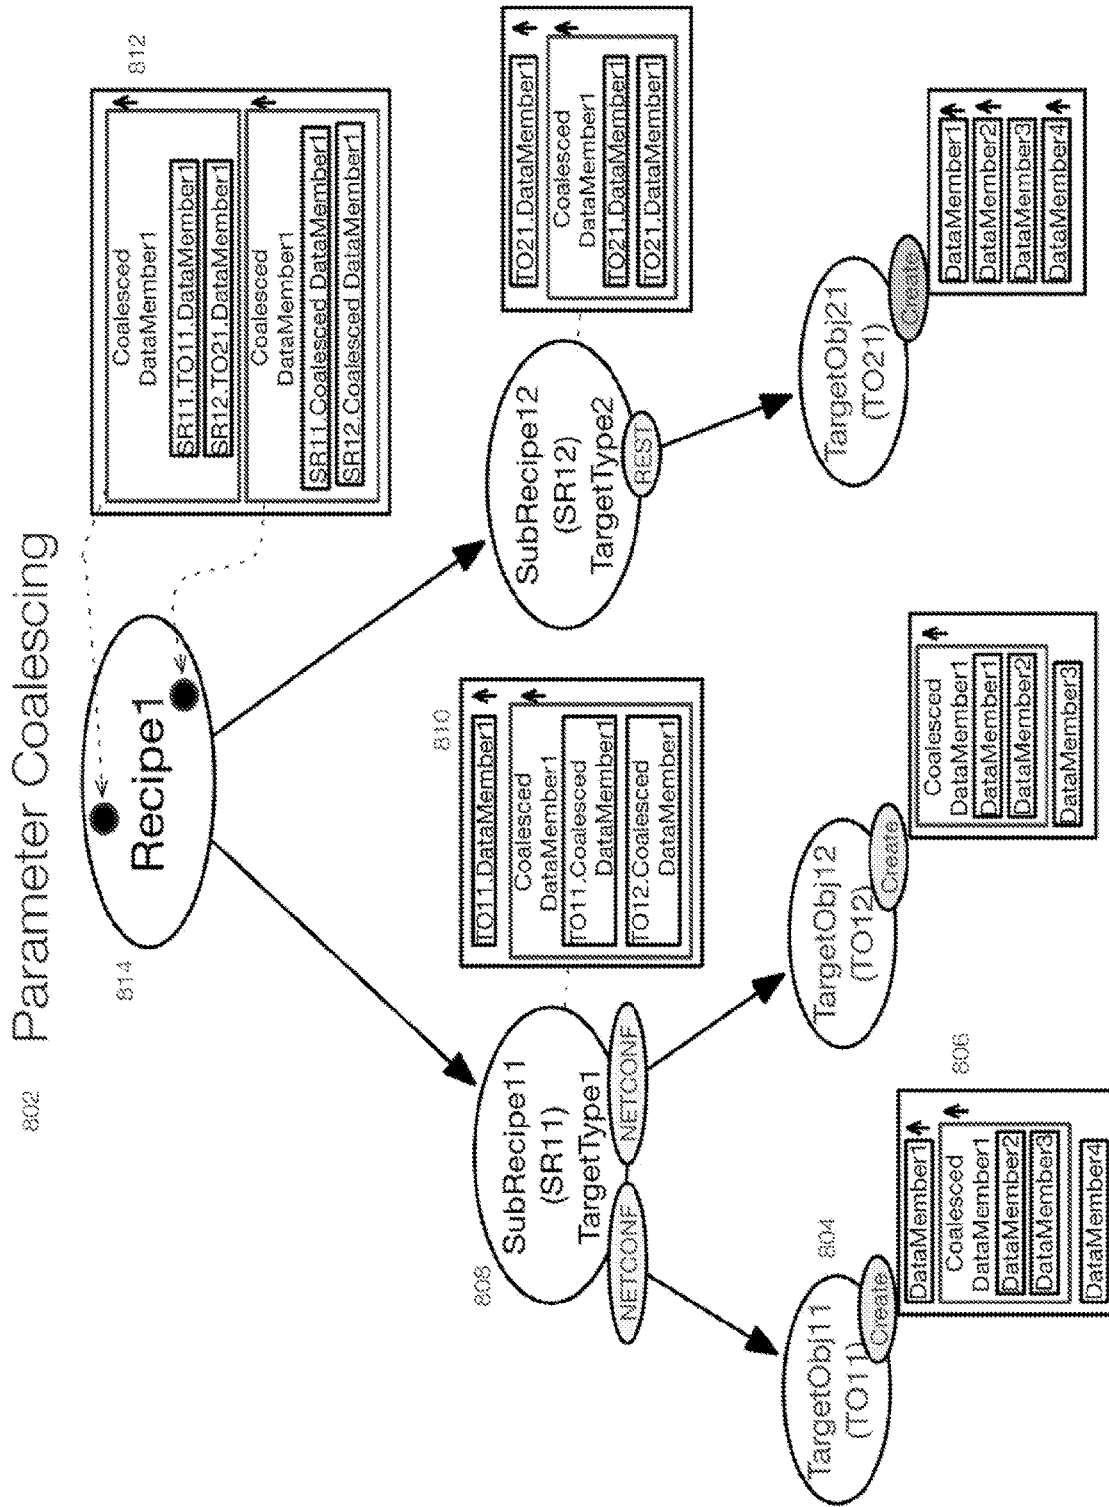 802 Parameter Coalescing
814
Recipe1
812
Coalesced
DataMember1
SR11.TO11.DataMember1
SR12.TO21.DataMember1
Coalesced
DataMember1
SR11.Coalesced DataMember1
SR12.Coalesced DataMember1
808
SubRecipe11
(SR11)
TargetType1
NETCONF
NETCONF
810
TO11.DataMember1
Coalesced
DataMember1
TO11.Coalesced
DataMember1
TO12.Coalesced
DataMember1
SubRecipe12
(SR12)
TargetType2
REST
TO21.DataMember1
Coalesced
DataMember1
TO21.DataMember1
TO21.DataMember1
TargetObj11
(TO11)
804
Create
806
DataMember1
Coalesced
DataMember1
DataMember2
DataMember3
DataMember4
TargetObj12
(TO12)
Create
Coalesced
DataMember1
DataMember1
DataMember2
DataMember3
TargetObj21
(TO21)
Create
DataMember1
DataMember2
DataMember3
DataMember4